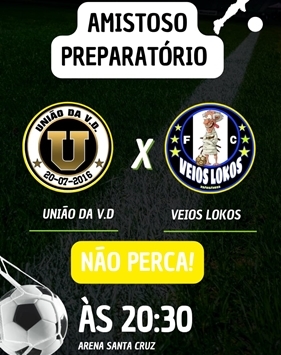 AMISTOSO
PREPARATÓRIO
UNIÃO DA V.D.
U
20-07-2016
X
F C
VEIOS LOKOS
UNIÃO DA V.D
VEIOS LOKOS
NÃO PERCA!
ÀS 20:30
ARENA SANTA CRUZ